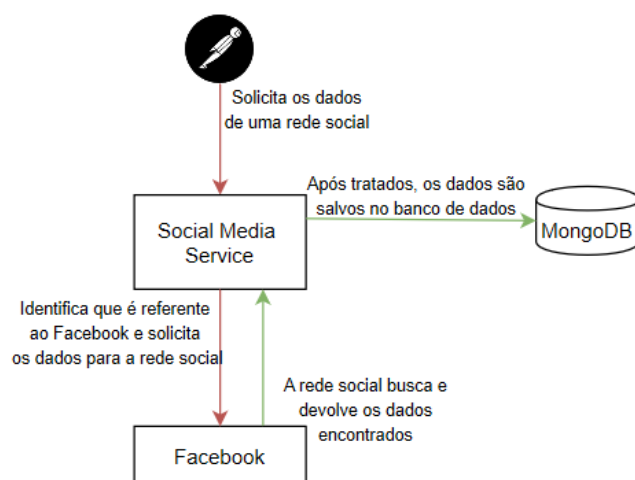 Solicita os dados
de uma rede social
Após tratados, os dados são
salvos no banco de dados
Social Media
Service
MongoDB
Identifica que é referente
ao Facebook e solicita
os dados para a rede social
A rede social busca e
devolve os dados
encontrados
Facebook